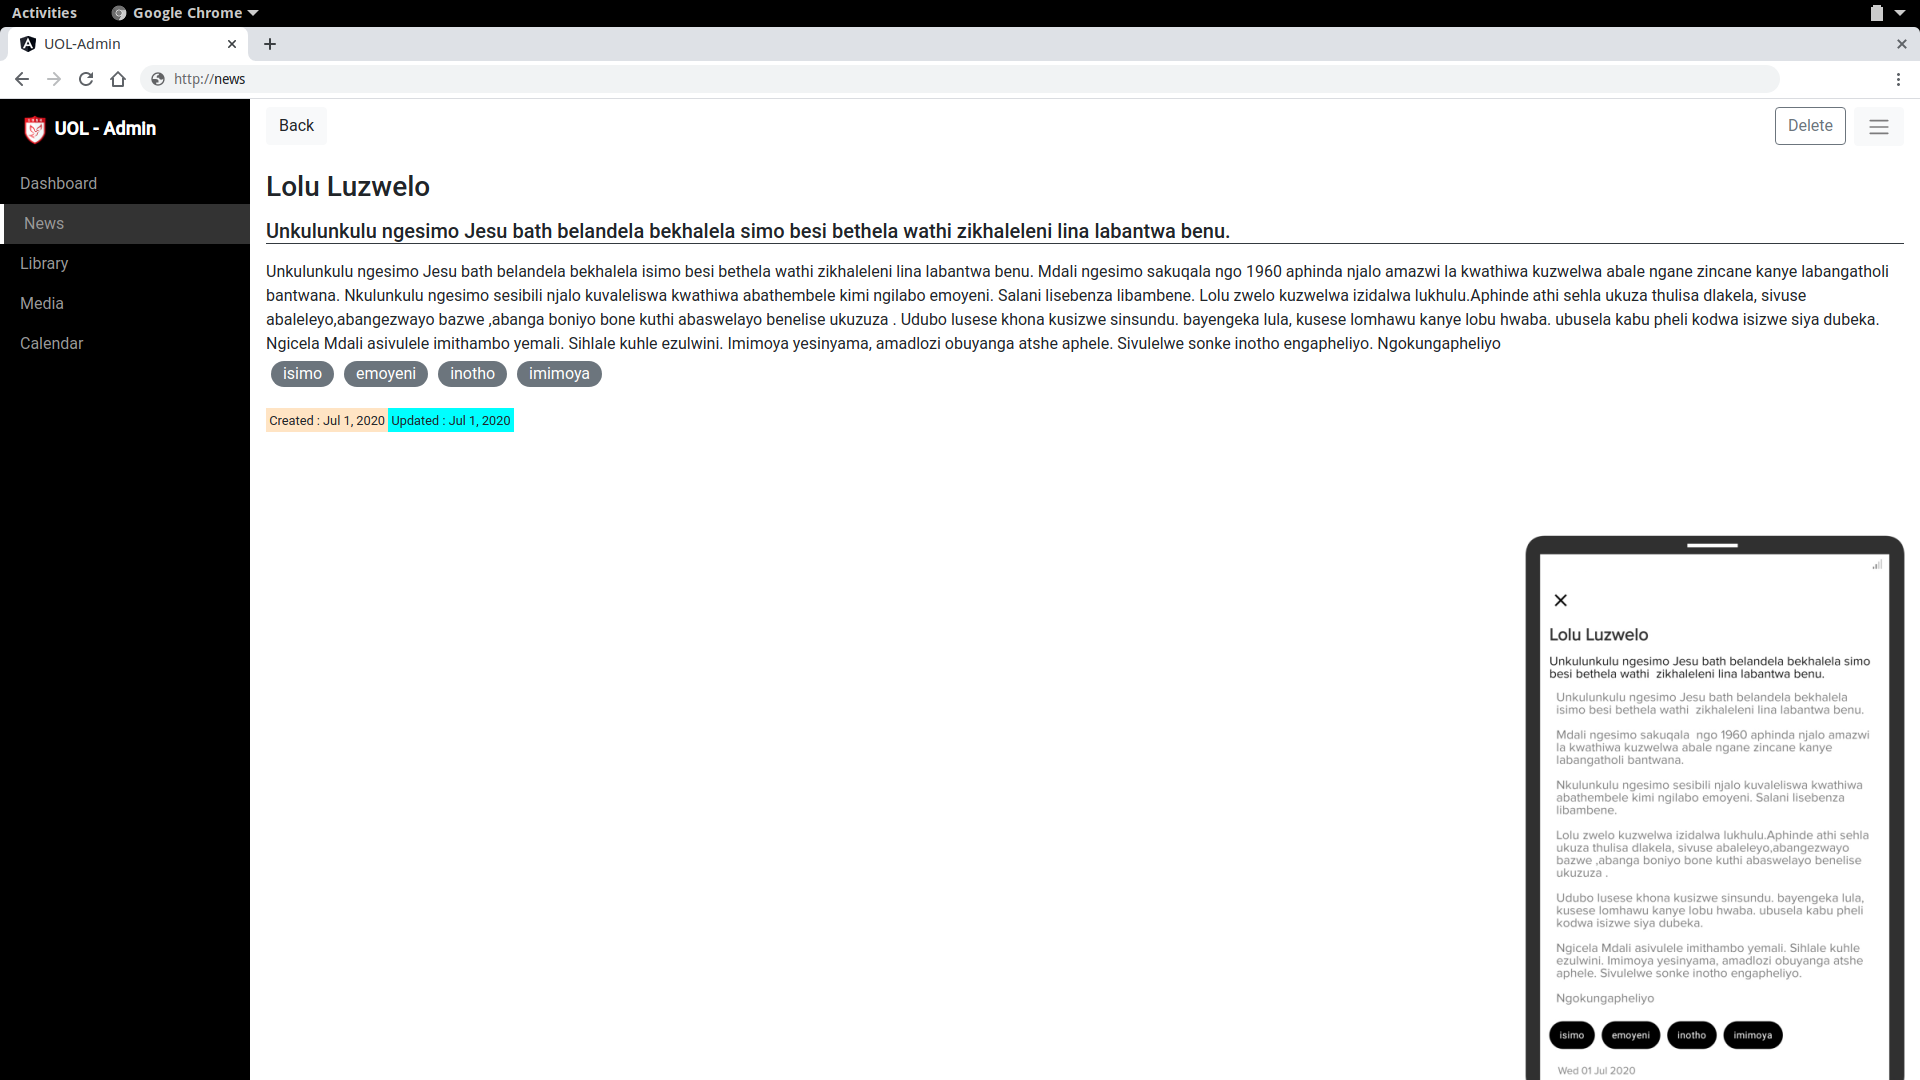 Activities
Google Chrome
UOL-Admin
http://news
UOL - Admin
Back
Delete
Dashboard
News
Library
Media
Calendar
Lolu Luzwelo
Unkulunkulu ngesimo Jesu bath belandela bekhalela simo besi bethela wathi zikhaleleni lina labantwa benu.
Unkulunkulu ngesimo Jesu bath belandela bekhalela isimo besi bethela wathi zikhaleleni lina labantwa benu. Mdali ngesimo sakuqala ngo 1960 aphinda njalo amazwi la kwathiwa kuzwelwa abale ngane zincane kanye labangatholi
bantwana. Nkulunkulu ngesimo sesibili njalo kuvaleliswa kwathiwa abathembele kimi ngilabo emoyeni. Salani lisebenza libambene. Lolu zwelo kuzwelwa izidalwa lukhulu.Aphinde athi sehla ukuza thulisa dlakela, sivuse
abaleleyo,abangezwayo bazwe ,abanga boniyo bone kuthi abaswelayo benelise ukuzuza . Udubo lusese khona kusizwe sinsundu. bayengeka lula, kusese lomhawu kanye lobu hwaba. ubusela kabu pheli kodwa isizwe siya dubeka.
Ngicela Mdali asivulele imithambo yemali. Sihlale kuhle ezulwini. Imimoya yesinyama, amadlozi obuyanga atshe aphele. Sivulelwe sonke inotho engapheliyo. Ngokungapheliyo
isimo emoyeni inotho imimoya
Created : Jul 1, 2020 Updated : Jul 1, 2020
Lolu Luzwelo
Unkulunkulu ngesimo Jesu bath belandela bekhalela simo
besi bethela wathi zikhaleleni lina labantwa benu.
Unkulunkulu ngesimo Jesu bath belandela bekhalela
isimo besi bethela wathi zikhaleleni lina labantwa benu.
Mdali ngesimo sakuqala ngo 1960 aphinda njalo amazwi
la kwathiwa kuzwelwa abale ngane zincane kanye
labangatholi bantwana.
Nkulunkulu ngesimo sesibili njalo kuvaleliswa kwathiwa
abathembele kimi ngilabo emoyeni. Salani lisebenza
libambene.
Lolu zwelo kuzwelwa izidalwa lukhulu.Aphinde athi sehla
ukuza thulisa dlakela, sivuse abaleleyo,abangezwayo
bazwe ,abanga boniyo bone kuthi abaswelayo benelise
ukuzuza .
Udubo lusese khona kusizwe sinsundu. bayengeka lula,
kusese lomhawu kanye lobu hwaba. ubusela kabu pheli
kodwa isizwe siya dubeka.
Ngicela Mdali asivulele imithambo yemali. Sihlale kuhle
ezulwini. Imimoya yesinyama, amadlozi obuyanga atshe
aphele. Sivulelwe sonke inotho engapheliyo.
Ngokungapheliyo
isimo emoyeni inotho imimoya
Wed 01 Jul 2020